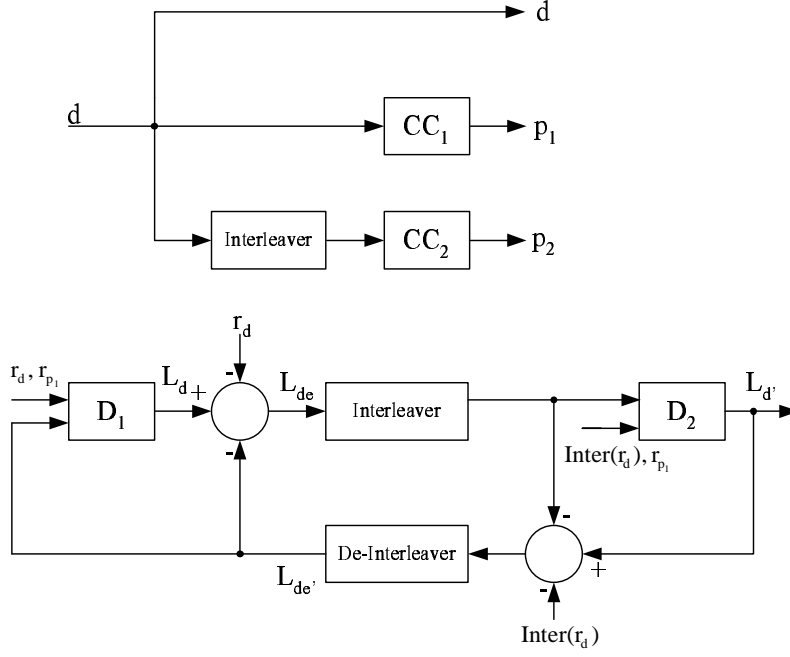 d
d
CC1
p1
Interleaver
CC2
p2
rd
rd, rp1
Ld
+
-
Lde
Ld'
D1
Interleaver
D2
-
Inter(rd), rp1
-
De-Interleaver
+
Lde'
-
Inter(rd)